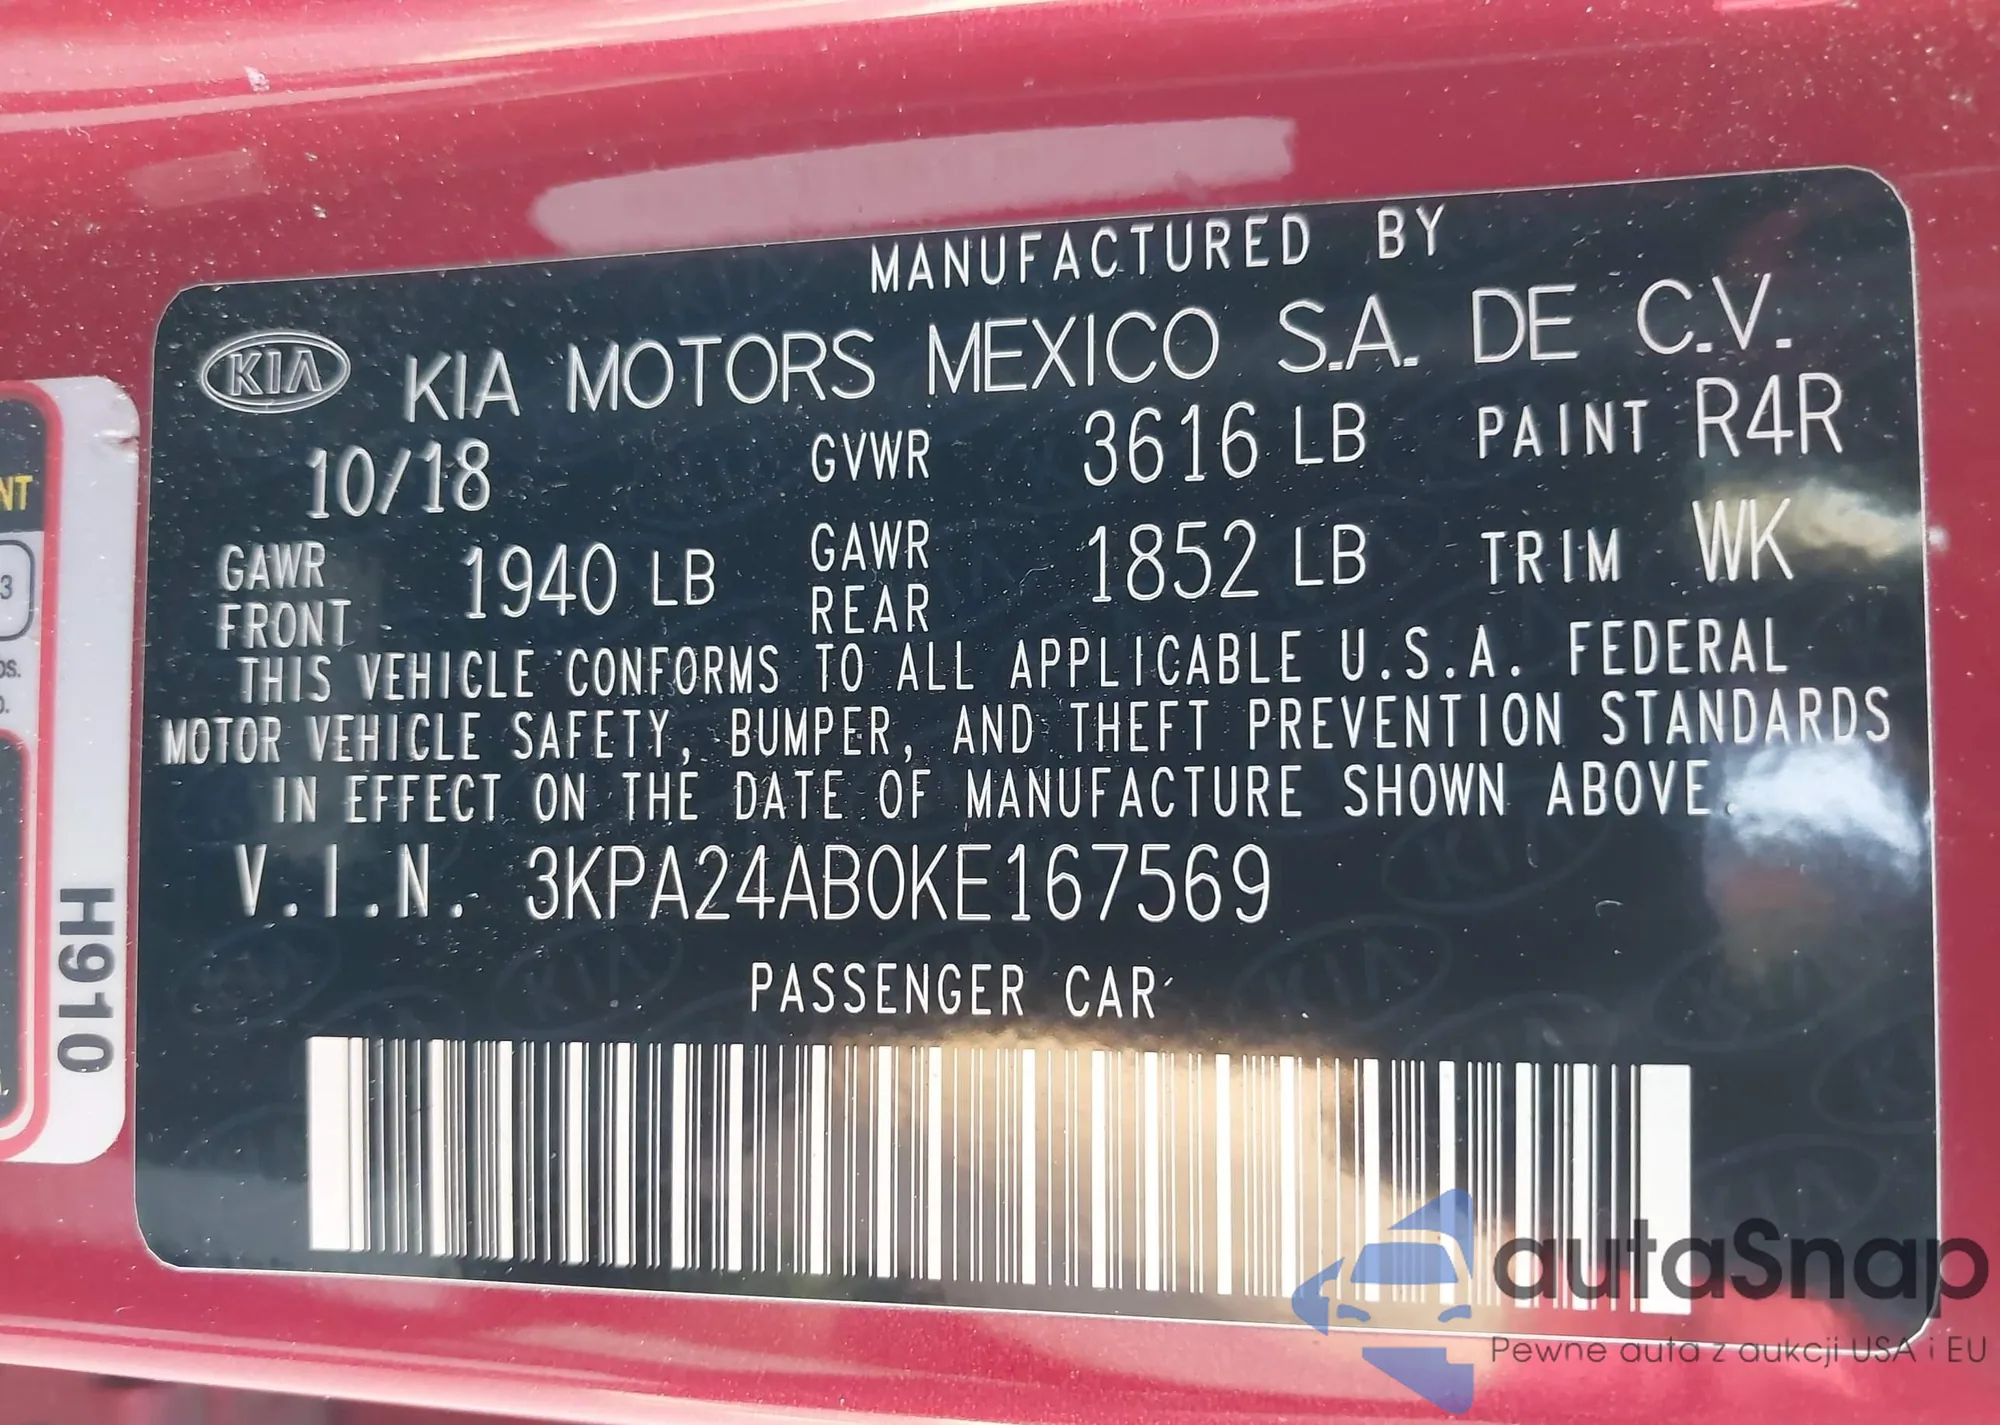 MANUFACTURED BY
KIA KIA MOTORS MEXICO S.A. DE C.V.
10/18 GVWR 3616 LB PAINT R4R
GAWR FRONT 1940 LB GAWR REAR 1852 LB TRIM WK
THIS VEHICLE CONFORMS TO ALL APPLICABLE U.S.A. FEDERAL
MOTOR VEHICLE SAFETY, BUMPER, AND THEFT PREVENTION STANDARDS
IN EFFECT ON THE DATE OF MANUFACTURE SHOWN ABOVE.
V.I.N. 3KPA24AB0KE167569
PASSENGER CAR
H910
NT
3
autaSnap
Pewne auta z aukcji USA i EU